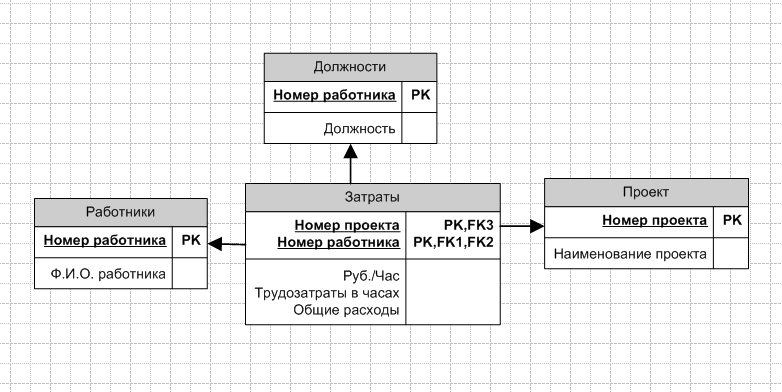 Должности
Номер работника PK
Должность
Затраты
Номер проекта PK,FK3
Номер работника PK,FK1,FK2
Руб./Час
Трудозатраты в часах
Общие расходы
Работники
Номер работника PK
Ф.И.О. работника
Проект
Номер проекта PK
Наименование проекта